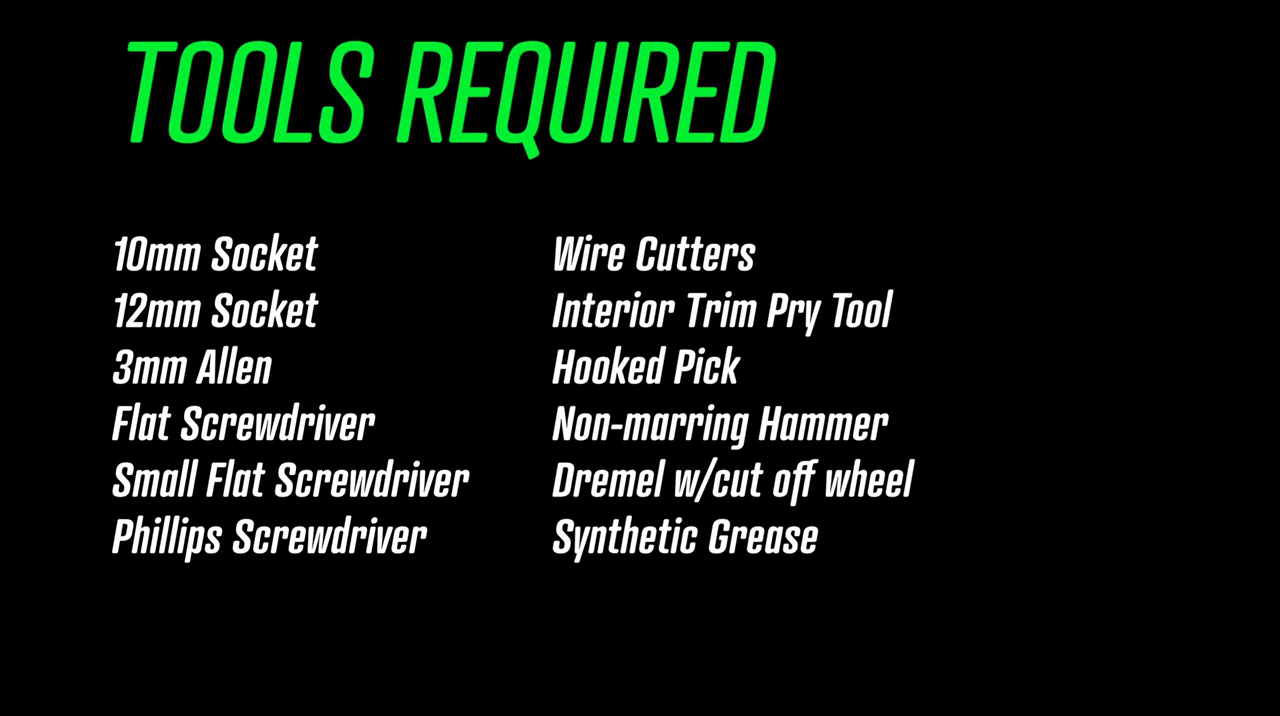 TOOLS REQUIRED
10mm Socket
12mm Socket
3mm Allen
Flat Screwdriver
Small Flat Screwdriver
Phillips Screwdriver
Wire Cutters
Interior Trim Pry Tool
Hooked Pick
Non-marring Hammer
Dremel w/cut off wheel
Synthetic Grease